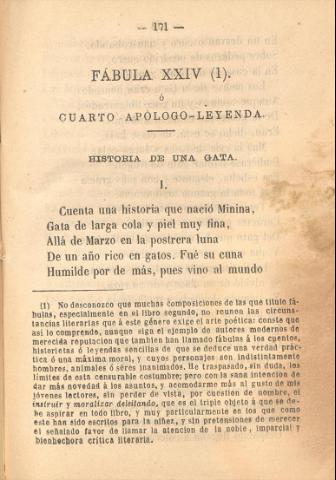 — 171 —
FÁBULA XXIV (1).
ó
CUARTO APÓLOGO-LEYENDA.
HISTORIA DE UNA GATA.
I.
Cuenta una historia que nació Minina,
Gata de larga cola y piel muy fina,
Allá de Marzo en la postrera luna
De un año rico en gatos. Fué su cuna
Humilde por de más, pues vino al mundo
(1) No desconozco que muchas composiciones de las que titulo fá-
bulas, especialmente en el libro segundo, no reunen las circuns-
tancias literarias que á este género exige el arte poética: conste que
así lo comprendo, aunque sigo el ejemplo de autores modernos de
merecida reputacion que tambien han llamado fábulas á los cuentos,
historietas ó leyendas sencillas de que se deduce una verdad prác-
tica ó una máxima moral, y cuyos personajes son indistintamente
hombres, animales ó séres inanimados. He traspasado, sin duda, los
límites de esta censurable costumbre; pero con la sana intencion de
dar más novedad á los asuntos, y acomodarme más al gusto de mis
jóvenes lectores, sin perder de vista, por cuestion de nombre, el
instruir y moralizar deleitando, que es el triple objeto á que se de-
be aspirar en todo libro, y muy particularmente en los que como
este han sido escritos para la niñez, y sin pretensiones de merecer
el señalado favor de llamar la atencion de la noble, imparcial y
bienhechora crítica literaria.